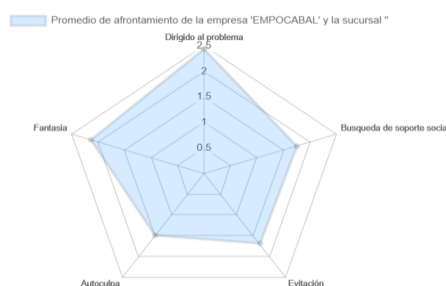 Promedio de afrontamiento de la empresa 'EMPOCABAL' y la sucursal ''
Dirigido al problema
2.5
2
1.5
1
0.5
Fantasia
Busqueda de soporte socia
Autoculpa
Evitación